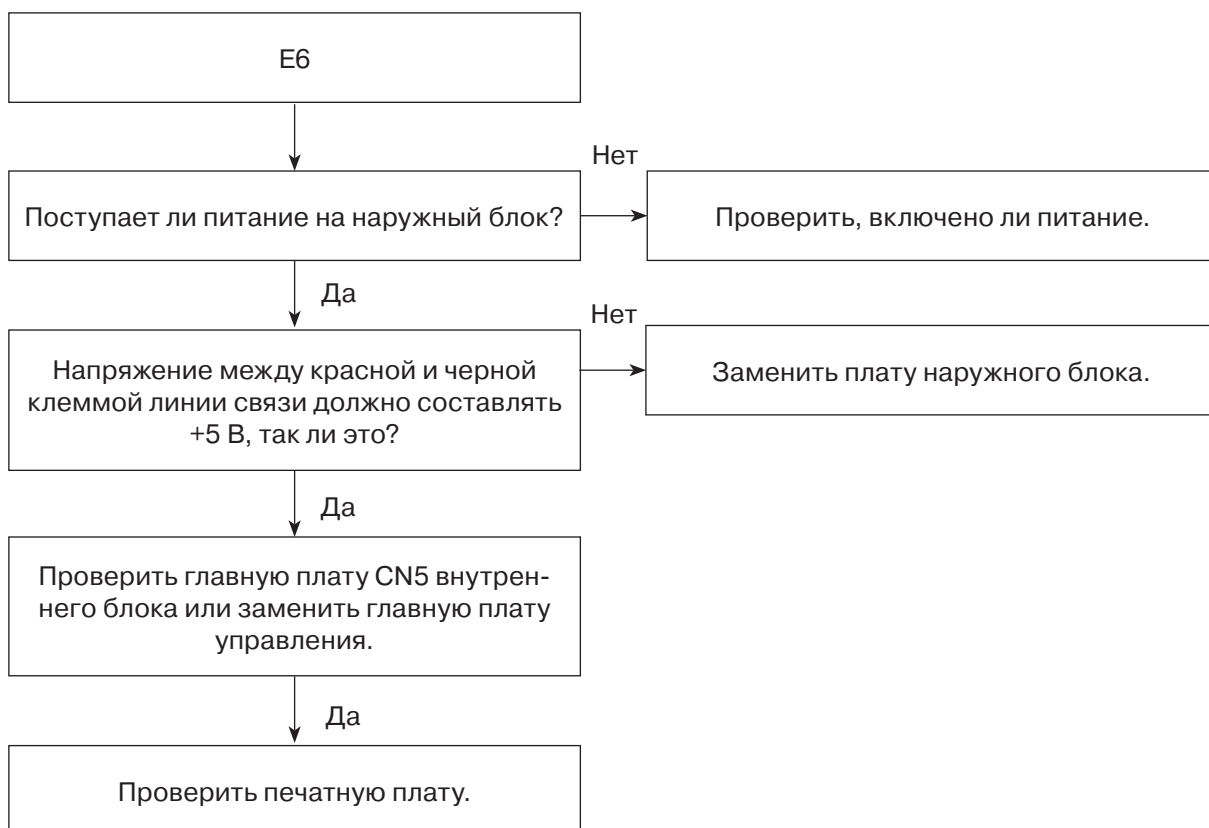 E6
Нет
Поступает ли питание на наружный блок?
Проверить, включено ли питание.
Да
Нет
Напряжение между красной и черной
клеммой линии связи должно составлять
+5 В, так ли это?
Заменить плату наружного блока.
Да
Проверить главную плату CN5 внутрен-
него блока или заменить главную плату
управления.
Да
Проверить печатную плату.